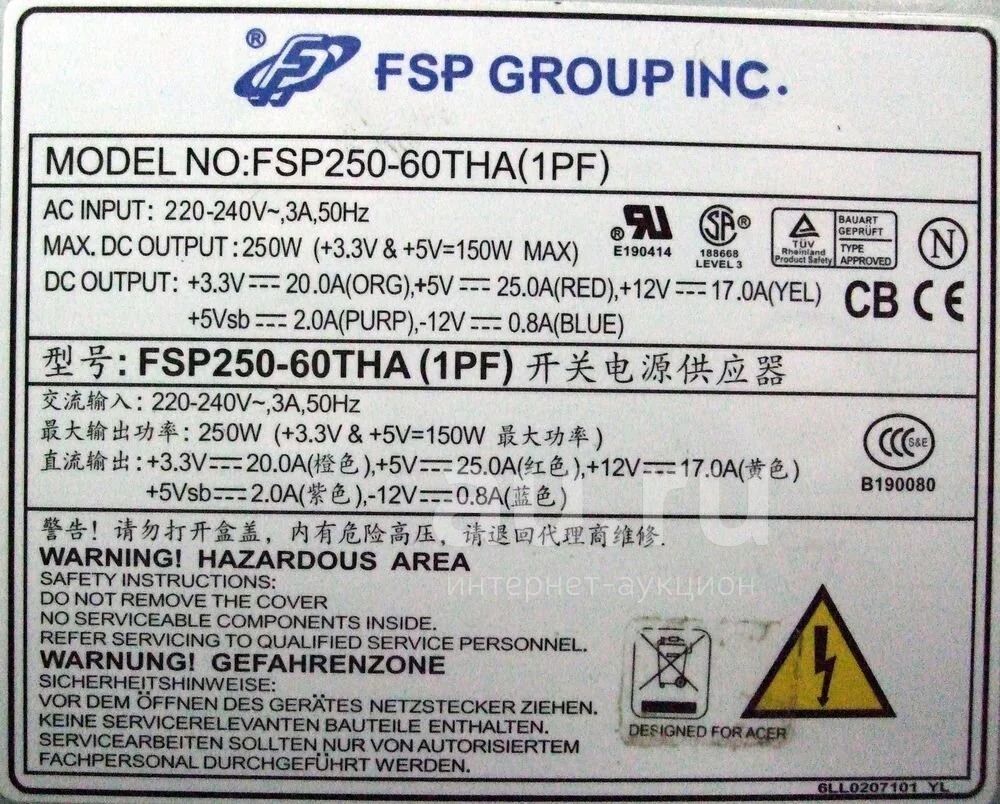 ® FSP GROUP INC.
MODEL NO:FSP250-60THA(1PF)
AC INPUT: 220-240V~,3A,50Hz
MAX. DC OUTPUT: 250W (+3.3V & +5V=150W MAX)
DC OUTPUT: +3.3V⎓20.0A(ORG),+5V⎓25.0A(RED),+12V⎓17.0A(YEL)
+5Vsb⎓2.0A(PURP),-12V⎓0.8A(BLUE)
® RU
E190414
SA ®
188668
LEVEL 3
TÜV
Rheinland
Product Safety
BAUART
GEPRÜFT
TYPE
APPROVED
N
CB CE
型号: FSP250-60THA (1PF) 开关电源供应器
交流输入: 220-240V~,3A,50Hz
最大输出功率: 250W (+3.3V & +5V=150W 最大功率)
直流输出: +3.3V⎓20.0A(橙色),+5V⎓25.0A(红色),+12V⎓17.0A(黄色)
+5Vsb⎓2.0A(紫色),-12V⎓0.8A(蓝色)
CCC S&E
B190080
警告! 请勿打开盒盖, 内有危险高压, 请退回代理商维修.
WARNING! HAZARDOUS AREA
SAFETY INSTRUCTIONS:
DO NOT REMOVE THE COVER
NO SERVICEABLE COMPONENTS INSIDE.
REFER SERVICING TO QUALIFIED SERVICE PERSONNEL.
WARNUNG! GEFAHRENZONE
SICHERHEITSHINWEISE:
VOR DEM ÖFFNEN DES GERÄTES NETZSTECKER ZIEHEN.
KEINE SERVICERELEVANTEN BAUTEILE ENTHALTEN.
SERVICEARBEITEN SOLLTEN NUR VON AUTORISIERTEM
FACHPERSONAL DURCHGEFÜHRT WERDEN.
DESIGNED FOR ACER
6LL0207101 YL
au.ru
интернет-аукцион